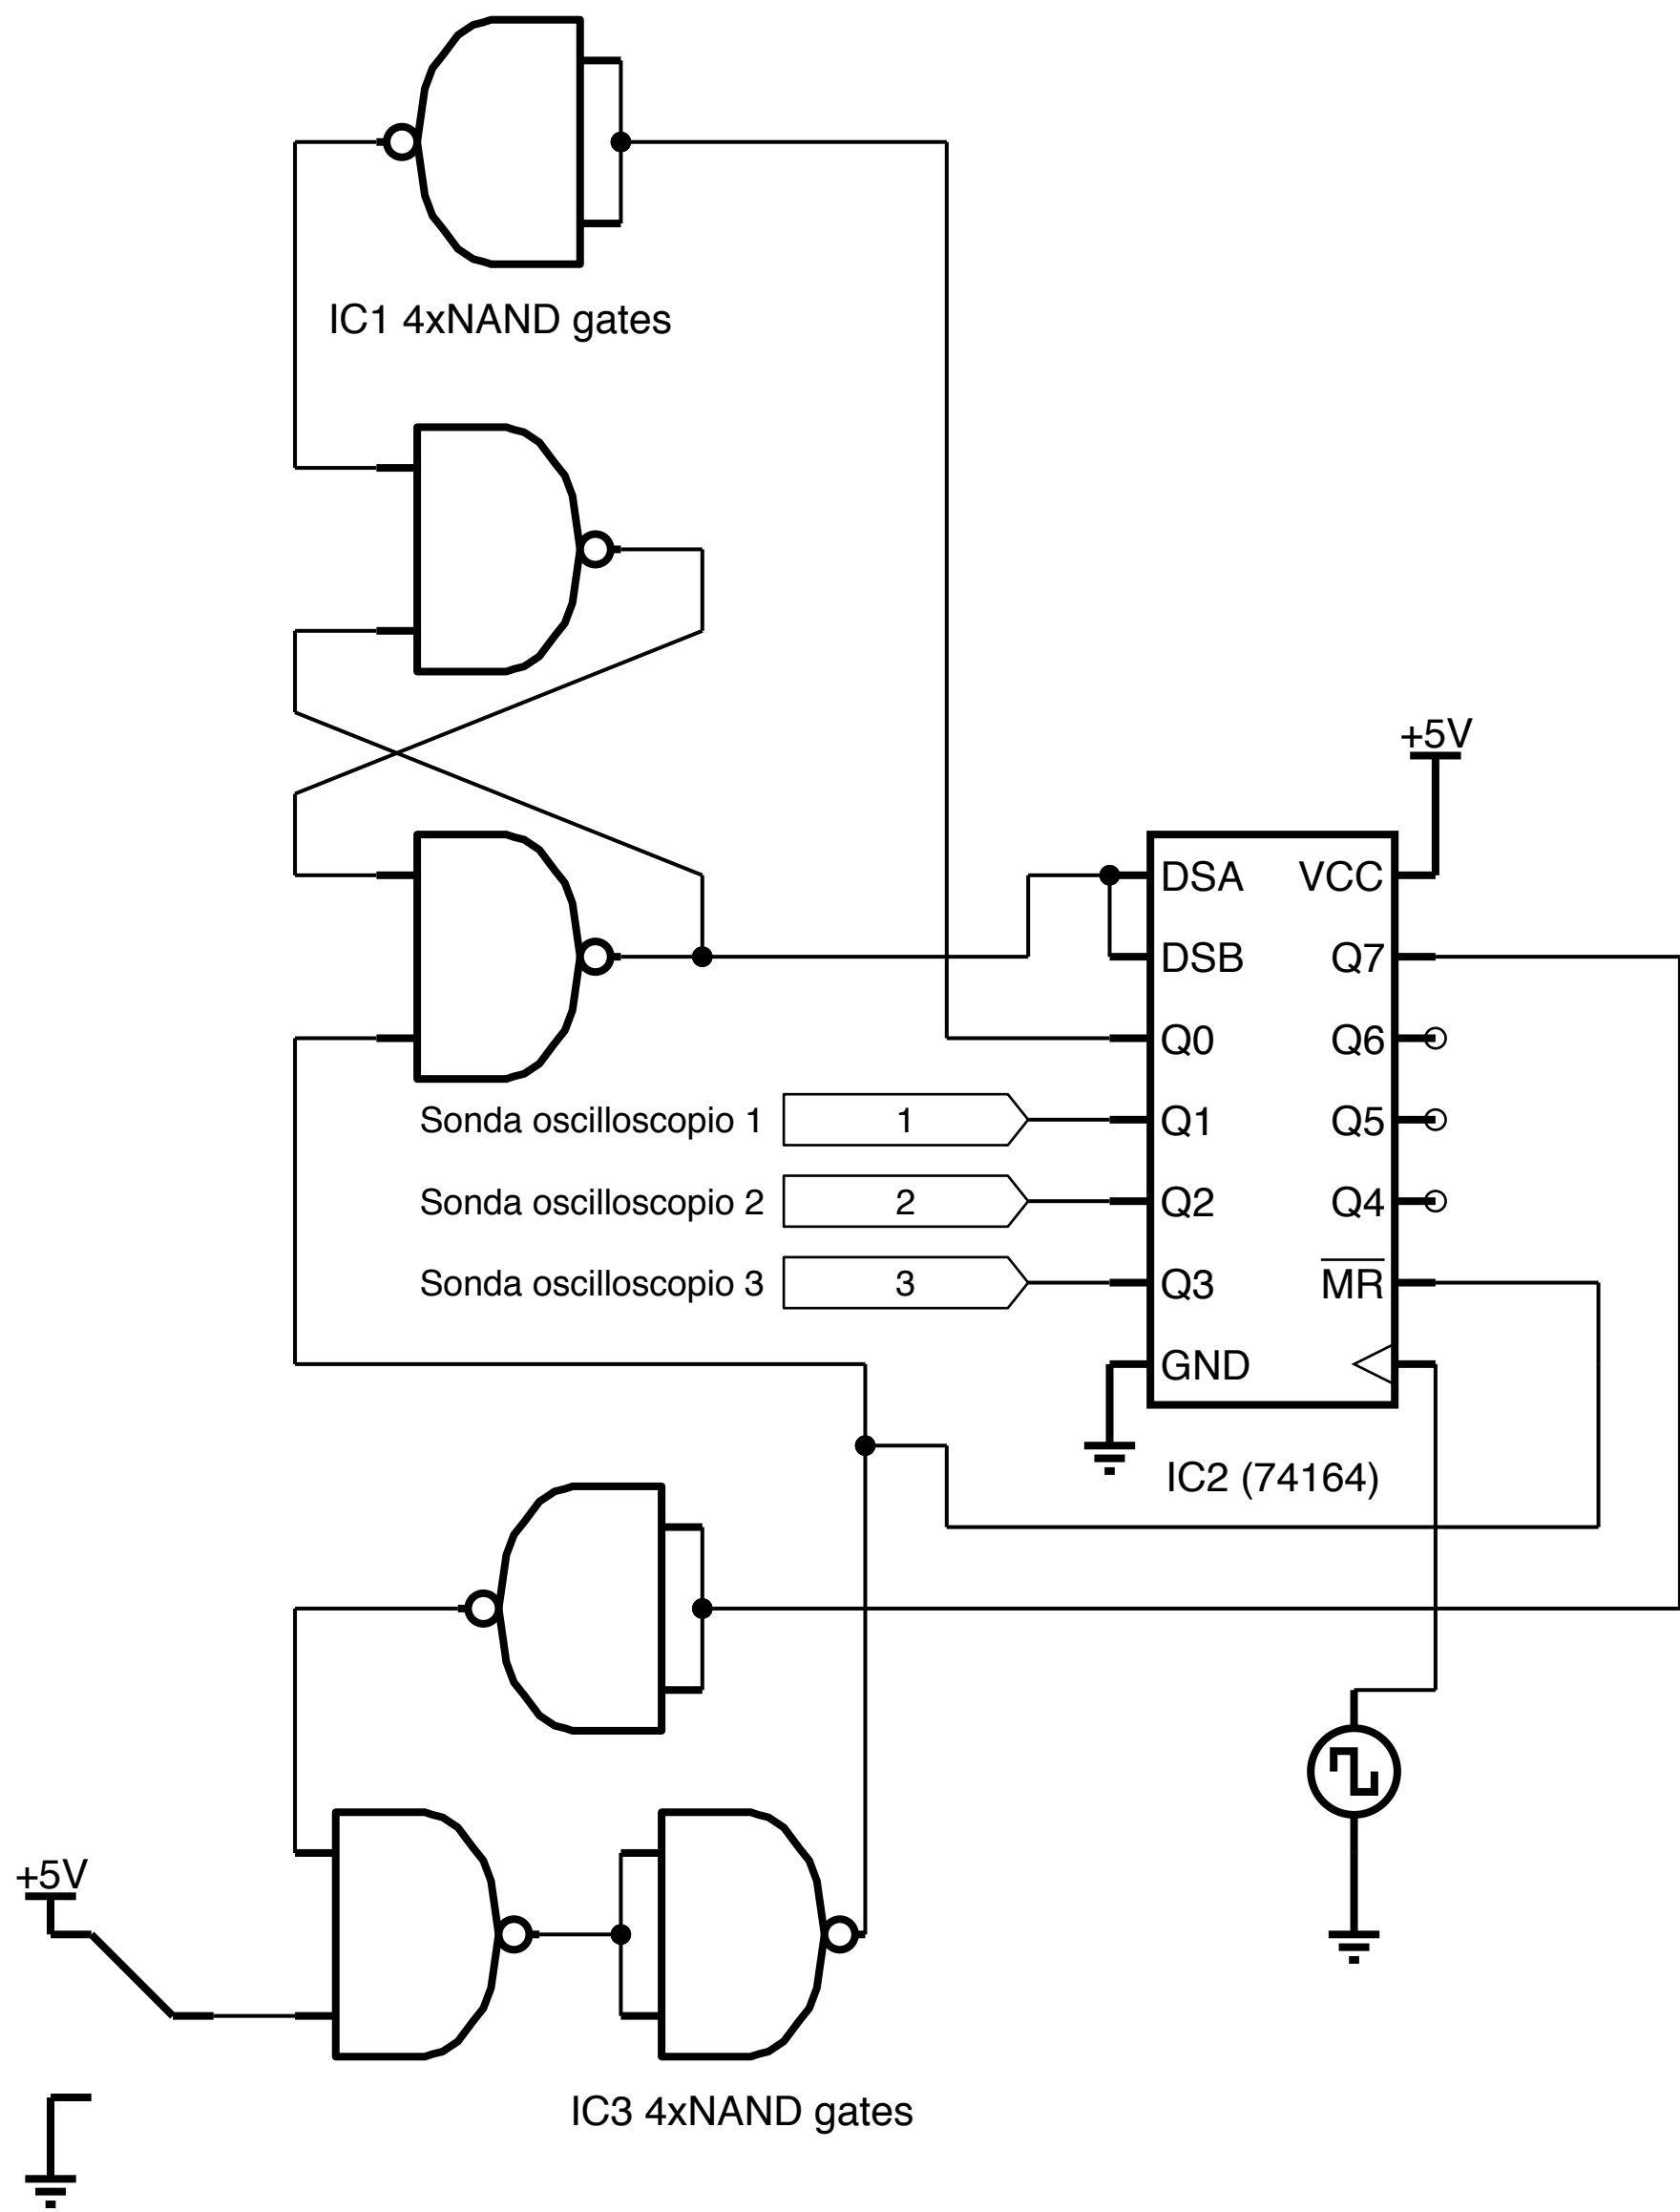 IC1 4xNAND gates
+5V
DSA VCC
DSB Q7
Q0 Q6
Sonda oscilloscopio 1 1 Q1 Q5
Sonda oscilloscopio 2 2 Q2 Q4
Sonda oscilloscopio 3 3 Q3 MR
GND
IC2 (74164)
+5V
IC3 4xNAND gates